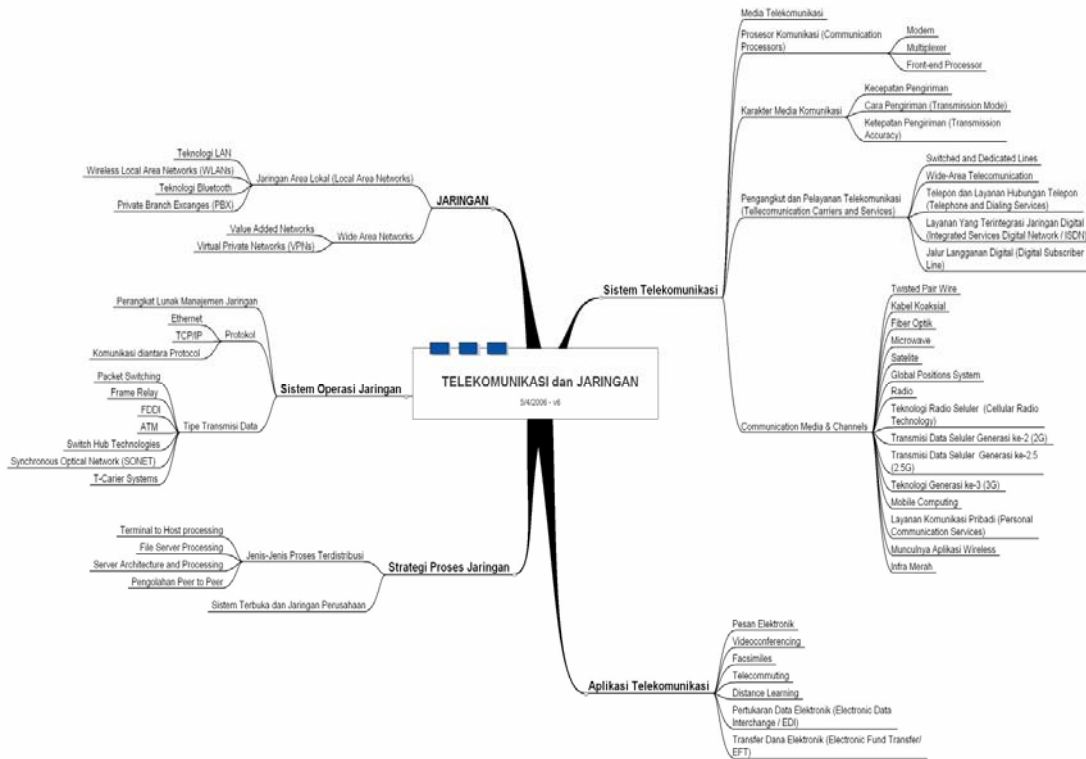 TELEKOMUNIKASI dan JARINGAN
5/4/2006 - v6
Sistem Telekomunikasi
Media Telekomunikasi
Prosesor Komunikasi (Communication
Processors)
Modem
Multiplexer
Front-end Processor
Karakter Media Komunikasi
Kecepatan Pengiriman
Cara Pengiriman (Transmission Mode)
Ketepatan Pengiriman (Transmission
Accuracy)
Pengangkut dan Pelayanan Telekomunikasi
(Tellecomunication Carriers and Services)
Switched and Dedicated Lines
Wide-Area Telecomunication
Telepon dan Layanan Hubungan Telepon
(Telephone and Dialing Services)
Layanan Yang Terintegrasi Jaringan Digital
(Integrated Services Digital Network / ISDN)
Jalur Langganan Digital (Digital Subscriber
Line)
Communication Media & Channels
Twisted Pair Wire
Kabel Koaksial
Fiber Optik
Microwave
Satelite
Global Positions System
Radio
Teknologi Radio Seluler (Cellular Radio
Technology)
Transmisi Data Seluler Generasi ke-2 (2G)
Transmisi Data Seluler Generasi ke-2.5
(2.5G)
Teknologi Generasi ke-3 (3G)
Mobile Computing
Layanan Komunikasi Pribadi (Personal
Communication Services)
Munculnya Aplikasi Wireless
Infra Merah
Aplikasi Telekomunikasi
Pesan Elektronik
Videoconferencing
Facsimiles
Telecommuting
Distance Learning
Pertukaran Data Elektronik (Electronic Data
Interchange / EDI)
Transfer Dana Elektronik (Electronic Fund Transfer/
EFT)
JARINGAN
Jaringan Area Lokal (Local Area Networks)
Teknologi LAN
Wireless Local Area Networks (WLANs)
Teknologi Bluetooth
Private Branch Excanges (PBX)
Wide Area Networks
Value Added Networks
Virtual Private Networks (VPNs)
Sistem Operasi Jaringan
Perangkat Lunak Manajemen Jaringan
Protokol
Ethernet
TCP/IP
Komunikasi diantara Protocol
Tipe Transmisi Data
Packet Switching
Frame Relay
FDDI
ATM
Switch Hub Technologies
Synchronous Optical Network (SONET)
T-Carier Systems
Strategi Proses Jaringan
Jenis-Jenis Proses Terdistribusi
Terminal to Host processing
File Server Processing
Server Architecture and Processing
Pengolahan Peer to Peer
Sistem Terbuka dan Jaringan Perusahaan